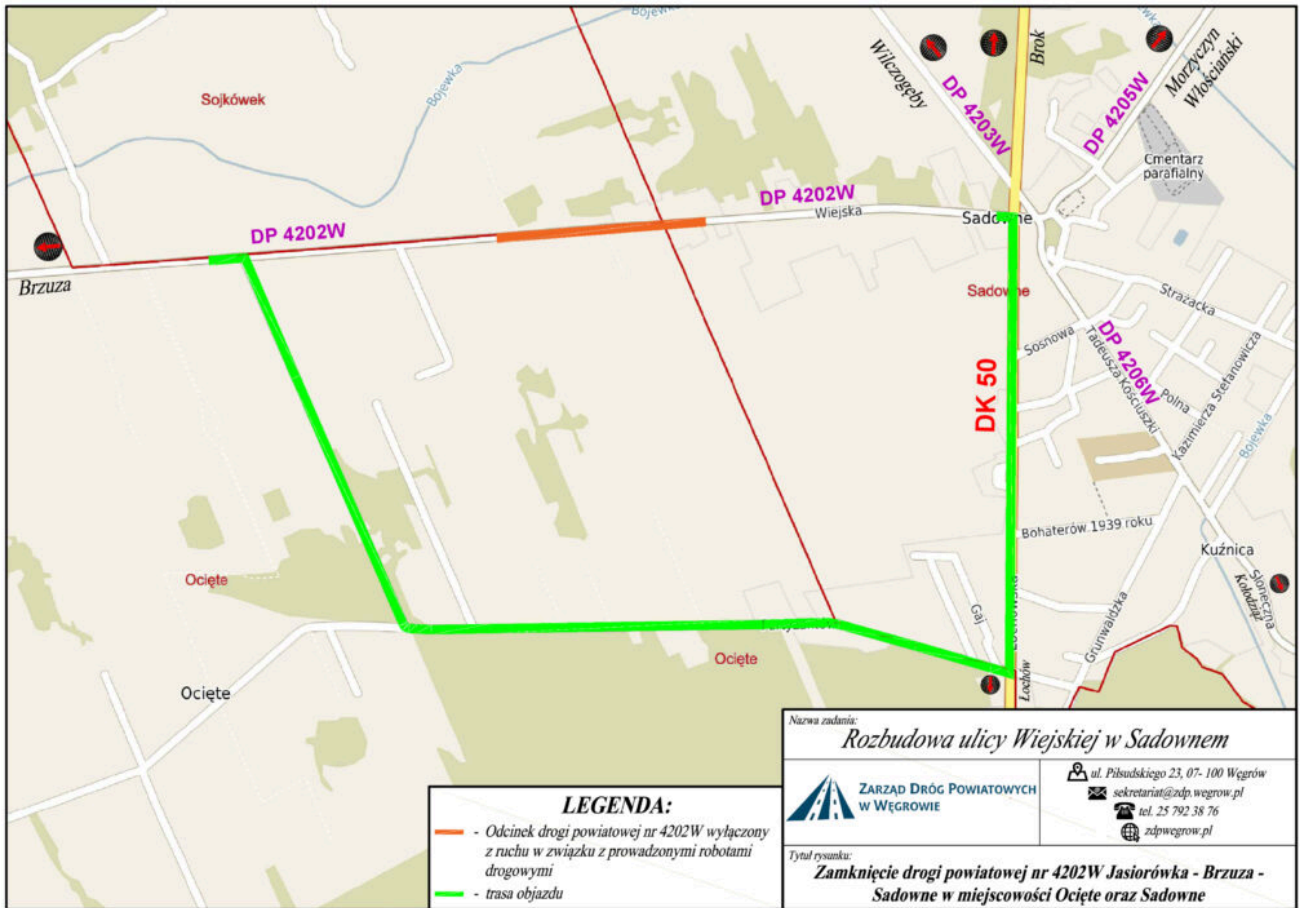 Bojewka
Brok
Morzyczyn
Włościański
Wilczogęby
DP 4203W
DP 4205W
Sojkówek
Bojewka
Cmentarz
parafialny
DP 4202W
Wiejska
Sadowne
DP 4202W
Brzuza
Sadowne
Strażacka
Sosnowa
DP 4206W
Tadeusza Kościuszki
Polna
Kazimierza Stefanowicza
Bojewka
DK 50
Bohaterów 1939 roku
Kuźnica
Słoneczna
Kołodziąż
Grunwaldzka
Gaj
Ocięte
Ocięte
Ocięte
Łochów
LEGENDA:
- Odcinek drogi powiatowej nr 4202W wyłączony
z ruchu w związku z prowadzonymi robotami
drogowymi
- trasa objazdu
Nazwa zadania:
Rozbudowa ulicy Wiejskiej w Sadownem
ZARZĄD DRÓG POWIATOWYCH
W WĘGROWIE
ul. Piłsudskiego 23, 07- 100 Węgrów
sekretariat@zdp.wegrow.pl
tel. 25 792 38 76
zdpwegrow.pl
Tytuł rysunku:
Zamknięcie drogi powiatowej nr 4202W Jasiorówka - Brzuza -
Sadowne w miejscowości Ocięte oraz Sadowne